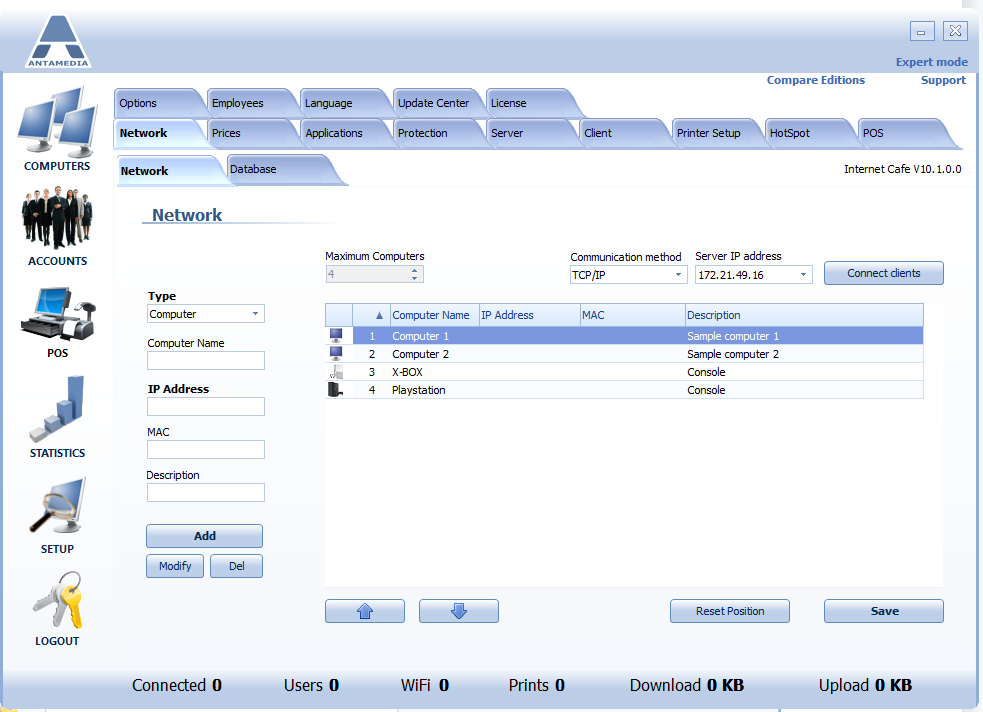 ANTAMEDIA
Expert mode
Compare Editions Support
Options Employees Language Update Center License
Network Prices Applications Protection Server Client Printer Setup HotSpot POS
Network Database
Internet Cafe V10.1.0.0
COMPUTERS
ACCOUNTS
POS
STATISTICS
SETUP
LOGOUT
Network
Maximum Computers
4
Communication method
TCP/IP
Server IP address
172.21.49.16
Connect clients
Type
Computer
Computer Name
IP Address
MAC
Description
Add
Modify Del
Computer Name IP Address MAC Description
1 Computer 1 Sample computer 1
2 Computer 2 Sample computer 2
3 X-BOX Console
4 Playstation Console
Reset Position Save
Connected 0 Users 0 WiFi 0 Prints 0 Download 0 KB Upload 0 KB